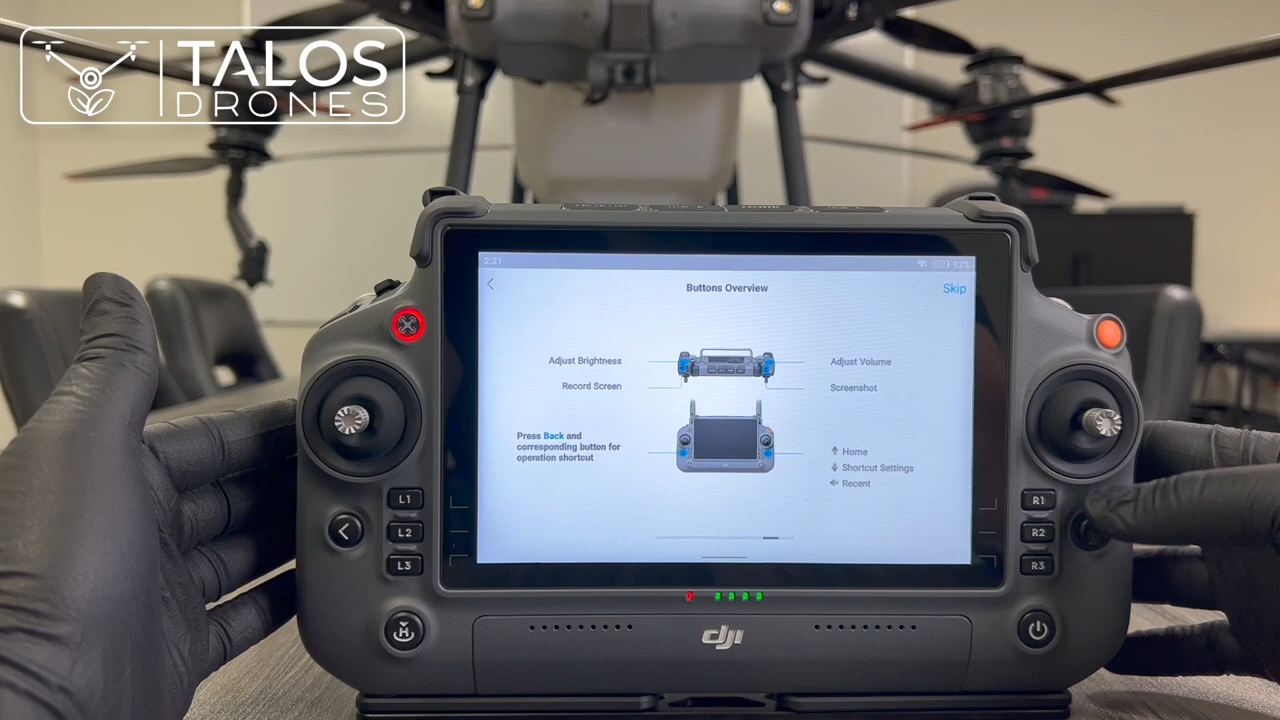 TALOS
DRONES
2:31
93%
Buttons Overview
Skip
Adjust Brightness
Adjust Volume
Record Screen
Screenshot
Press Back and
corresponding button for
operation shortcut
Home
Shortcut Settings
Recent
L1
L2
L3
R1
R2
R3
H
dji